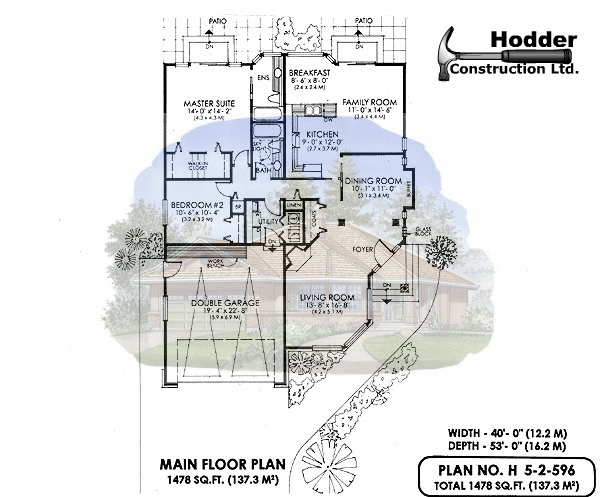 PATIO
PATIO
DN
DN
Hodder
Construction Ltd.
ENS.
BREAKFAST
8'- 6" x 8'- 0"
(2.6 x 2.4 M)
MASTER SUITE
14'- 0" x 14'- 2"
(4.3 x 4.3 M)
FAMILY ROOM
11'- 0" x 14'- 6"
(3.4 x 4.4 M)
DW
KITCHEN
9'- 0" x 12'- 0"
(2.7 x 3.7 M)
SKY
LIGHT
BATH
WALK-IN
CLOSET
DINING ROOM
10'- 1" x 11'- 0"
(3.1 x 3.4 M)
BUFFET
BEDROOM #2
10'- 6" x 10'- 4"
(3.2 x 3.2 M)
BP
LINEN
COATS
UTILITY
GLASS
BLOCK
DN
FOYER
WORK
BENCH
DN
DOUBLE GARAGE
19'- 4" x 22'- 8"
(5.9 x 6.9 M)
LIVING ROOM
13'- 8" x 16'- 8"
(4.2 x 5.1 M)
WIDTH - 40'- 0" (12.2 M)
DEPTH - 53'- 0" (16.2 M)
MAIN FLOOR PLAN
1478 SQ.FT. (137.3 M²)
PLAN NO. H 5-2-596
TOTAL 1478 SQ.FT. (137.3 M²)